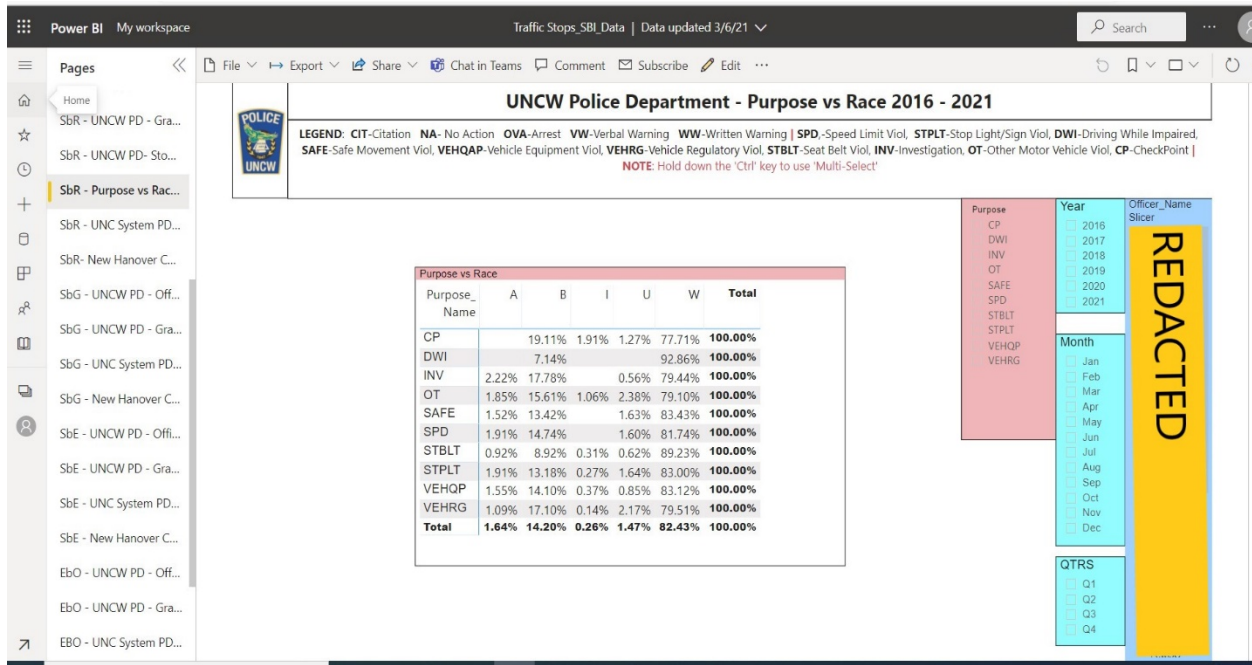 Power BI My workspace
Traffic Stops_SBI_Data | Data updated 3/6/21
Search
Pages
File Export Share Chat in Teams Comment Subscribe Edit
Home
SbR - UNCW PD - Gra...
SbR - UNCW PD- Sto...
SbR - Purpose vs Rac...
SbR - UNC System PD...
SbR- New Hanover C...
SbG - UNCW PD - Off...
SbG - UNCW PD - Gra...
SbG - UNC System PD...
SbG - New Hanover C...
SbE - UNCW PD - Offi...
SbE - UNCW PD - Gra...
SbE - UNC System PD...
SbE - New Hanover C...
EbO - UNCW PD - Off...
EbO - UNCW PD - Gra...
EBO - UNC System PD...
POLICE
UNCW
UNCW Police Department - Purpose vs Race 2016 - 2021
LEGEND: CIT-Citation NA- No Action OVA-Arrest VW-Verbal Warning WW-Written Warning | SPD,-Speed Limit Viol, STPLT-Stop Light/Sign Viol, DWI-Driving While Impaired,
SAFE-Safe Movement Viol, VEHQAP-Vehicle Equipment Viol, VEHRG-Vehicle Regulatory Viol, STBLT-Seat Belt Viol, INV-Investigation, OT-Other Motor Vehicle Viol, CP-CheckPoint |
NOTE: Hold down the 'Ctrl' key to use 'Multi-Select'
Purpose vs Race
Purpose_ A B I U W Total
Name
CP 19.11% 1.91% 1.27% 77.71% 100.00%
DWI 7.14% 92.86% 100.00%
INV 2.22% 17.78% 0.56% 79.44% 100.00%
OT 1.85% 15.61% 1.06% 2.38% 79.10% 100.00%
SAFE 1.52% 13.42% 1.63% 83.43% 100.00%
SPD 1.91% 14.74% 1.60% 81.74% 100.00%
STBLT 0.92% 8.92% 0.31% 0.62% 89.23% 100.00%
STPLT 1.91% 13.18% 0.27% 1.64% 83.00% 100.00%
VEHQP 1.55% 14.10% 0.37% 0.85% 83.12% 100.00%
VEHRG 1.09% 17.10% 0.14% 2.17% 79.51% 100.00%
Total 1.64% 14.20% 0.26% 1.47% 82.43% 100.00%
Purpose
CP
DWI
INV
OT
SAFE
SPD
STBLT
STPLT
VEHQP
VEHRG
Year
2016
2017
2018
2019
2020
2021
Month
Jan
Feb
Mar
Apr
May
Jun
Jul
Aug
Sep
Oct
Nov
Dec
QTRS
Q1
Q2
Q3
Q4
Officer_Name
Slicer
REDACTED